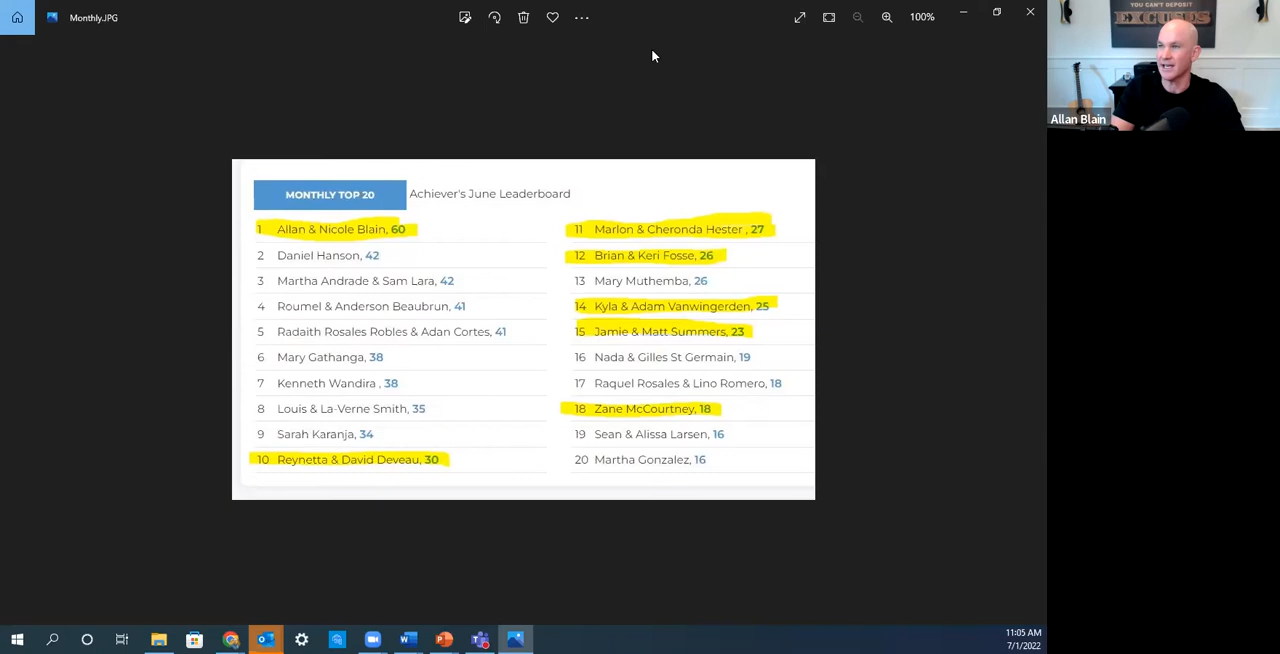 Monthly.JPG
100%
YOU CAN'T DEPOSIT
EXCUSES
Allan Blain
MONTHLY TOP 20 Achiever's June Leaderboard
1 Allan & Nicole Blain, 60
2 Daniel Hanson, 42
3 Martha Andrade & Sam Lara, 42
4 Roumel & Anderson Beaubrun, 41
5 Radaith Rosales Robles & Adan Cortes, 41
6 Mary Gathanga, 38
7 Kenneth Wandira , 38
8 Louis & La-Verne Smith, 35
9 Sarah Karanja, 34
10 Reynetta & David Deveau, 30
11 Marlon & Cheronda Hester , 27
12 Brian & Keri Fosse, 26
13 Mary Muthemba, 26
14 Kyla & Adam Vanwingerden, 25
15 Jamie & Matt Summers, 23
16 Nada & Gilles St Germain, 19
17 Raquel Rosales & Lino Romero, 18
18 Zane McCourtney, 18
19 Sean & Alissa Larsen, 16
20 Martha Gonzalez, 16
11:05 AM
7/1/2022